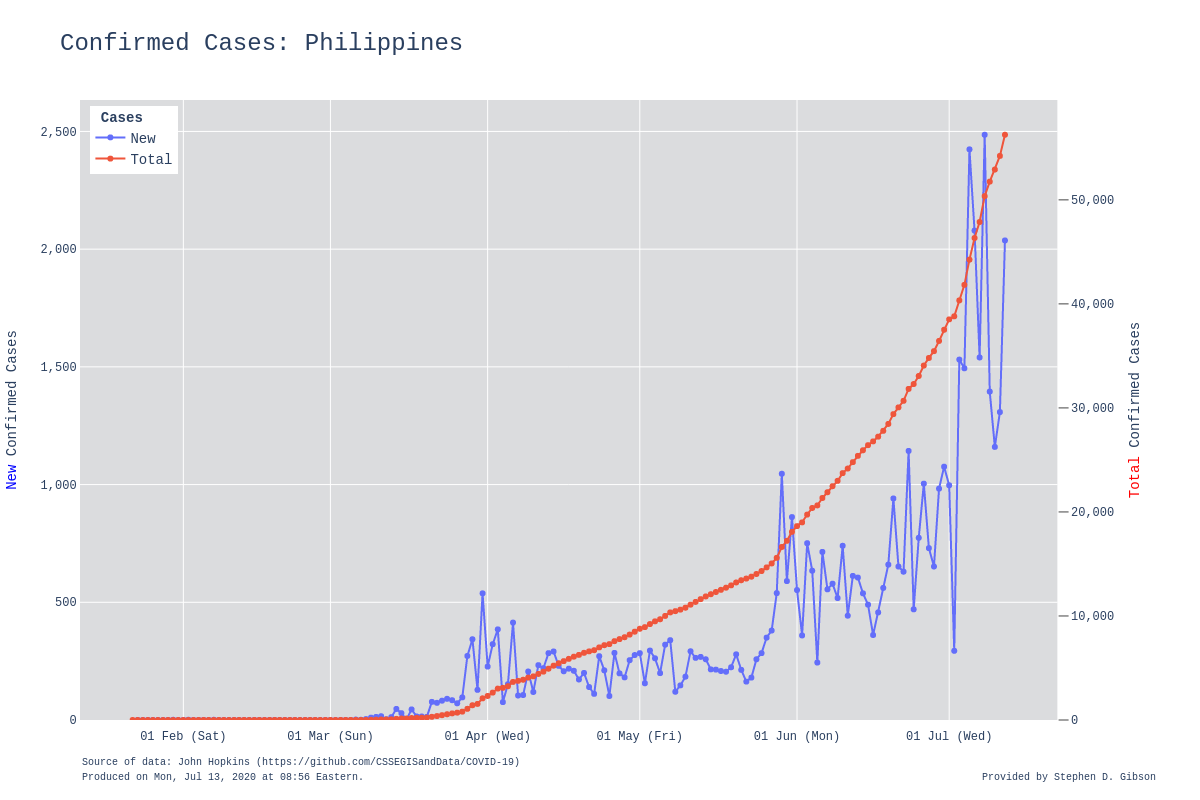 Confirmed Cases: Philippines
Cases
New
Total
2,500
2,000
1,500
1,000
500
0
New Confirmed Cases
50,000
40,000
30,000
20,000
10,000
0
Total Confirmed Cases
01 Feb (Sat) 01 Mar (Sun) 01 Apr (Wed) 01 May (Fri) 01 Jun (Mon) 01 Jul (Wed)
Source of data: John Hopkins (https://github.com/CSSEGISandData/COVID-19)
Produced on Mon, Jul 13, 2020 at 08:56 Eastern.
Provided by Stephen D. Gibson